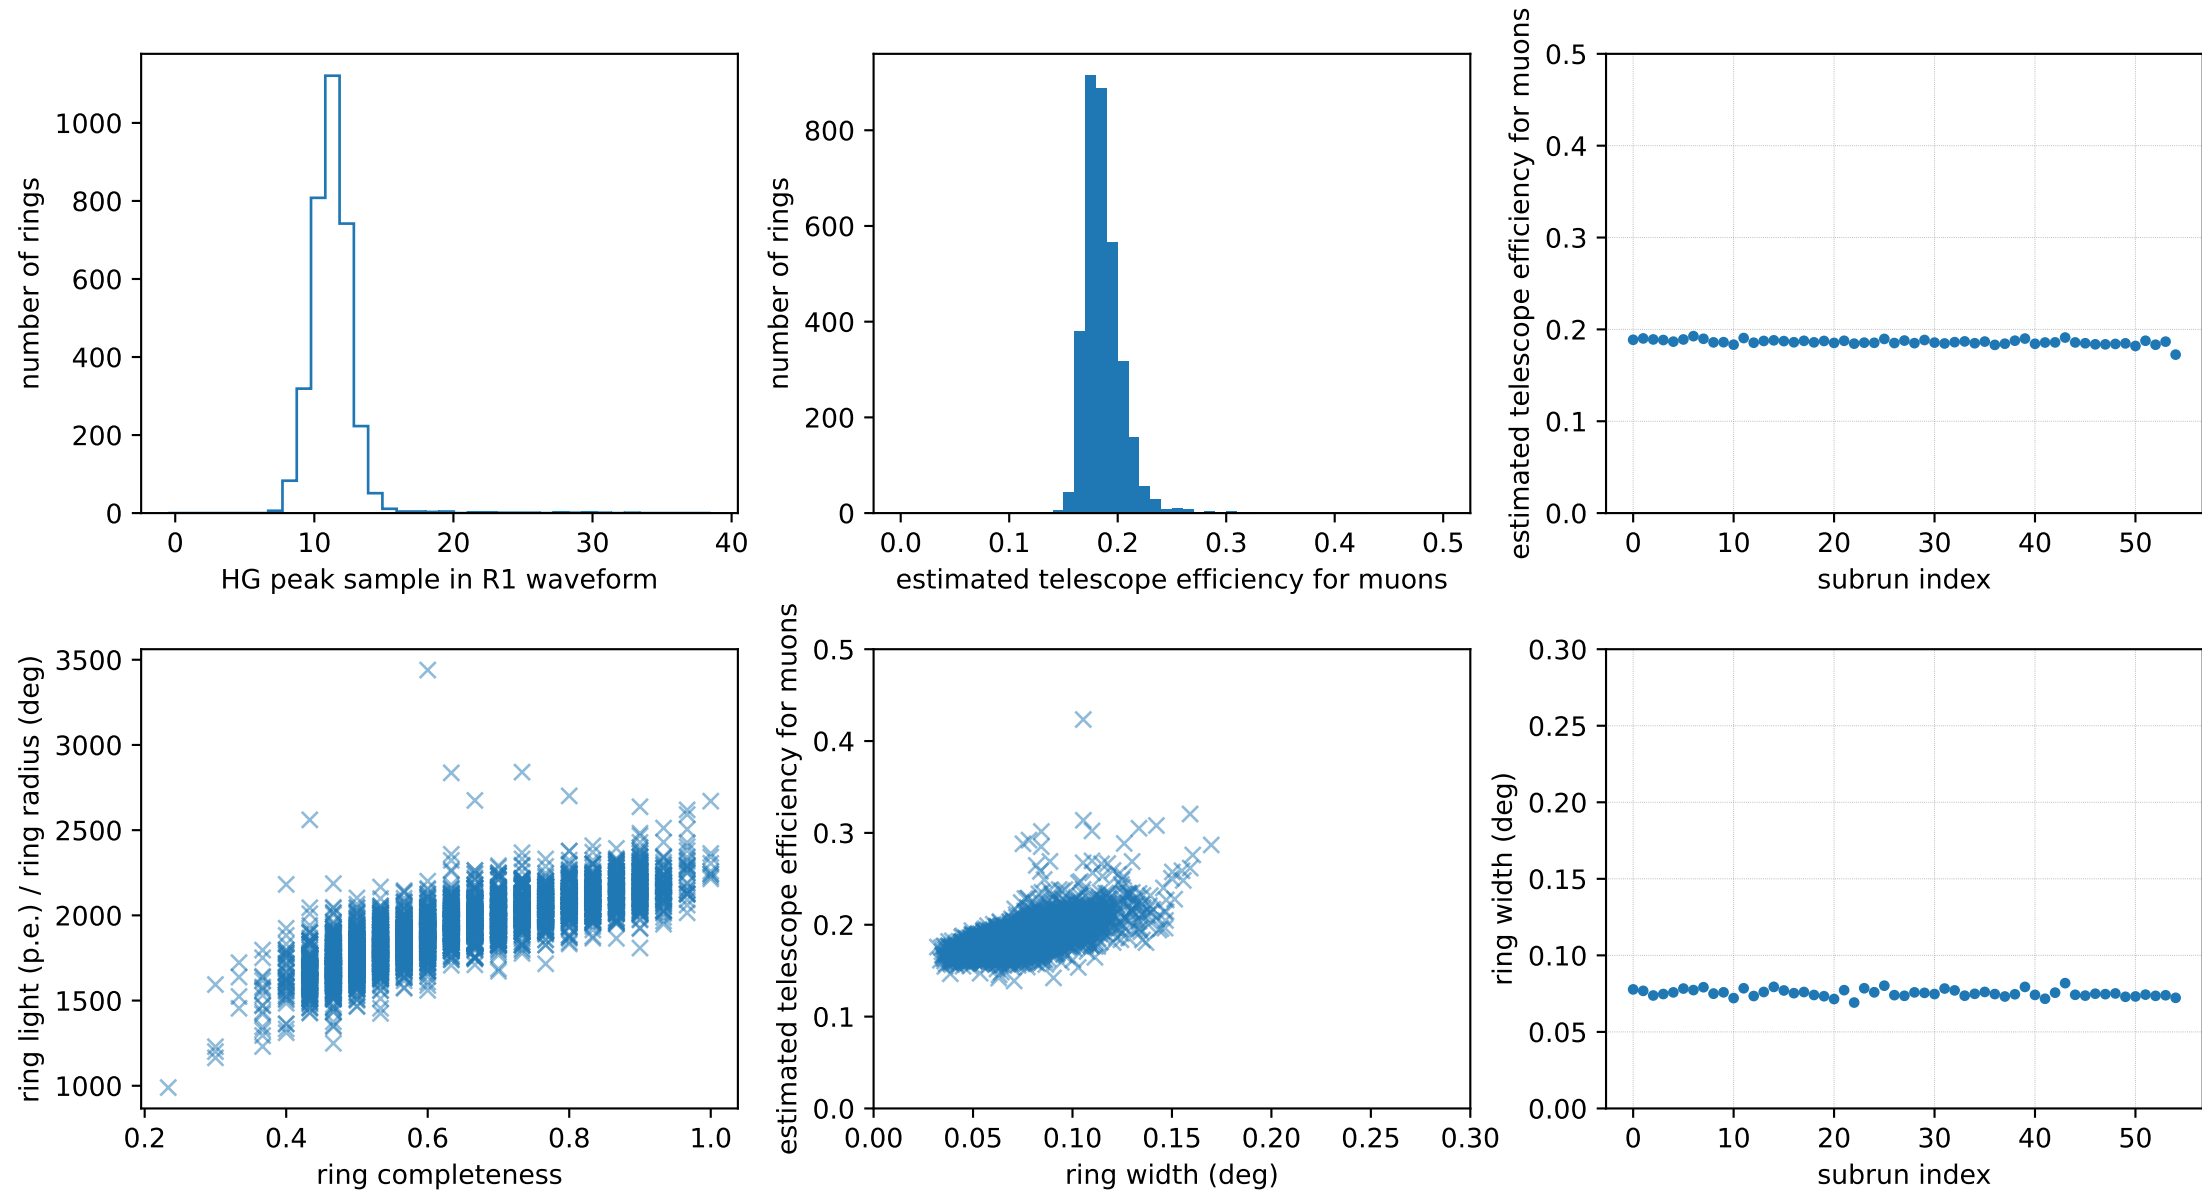 number of rings
1000
800
600
400
200
0
0 10 20 30 40
HG peak sample in R1 waveform
number of rings
800
600
400
200
0
0.0 0.1 0.2 0.3 0.4 0.5
estimated telescope efficiency for muons
estimated telescope efficiency for muons
0.5
0.4
0.3
0.2
0.1
0.0
0 10 20 30 40 50
subrun index
ring light (p.e.) / ring radius (deg)
3500
3000
2500
2000
1500
1000
0.2 0.4 0.6 0.8 1.0
ring completeness
estimated telescope efficiency for muons
0.5
0.4
0.3
0.2
0.1
0.0
0.00 0.05 0.10 0.15 0.20 0.25 0.30
ring width (deg)
ring width (deg)
0.30
0.25
0.20
0.15
0.10
0.05
0.00
0 10 20 30 40 50
subrun index